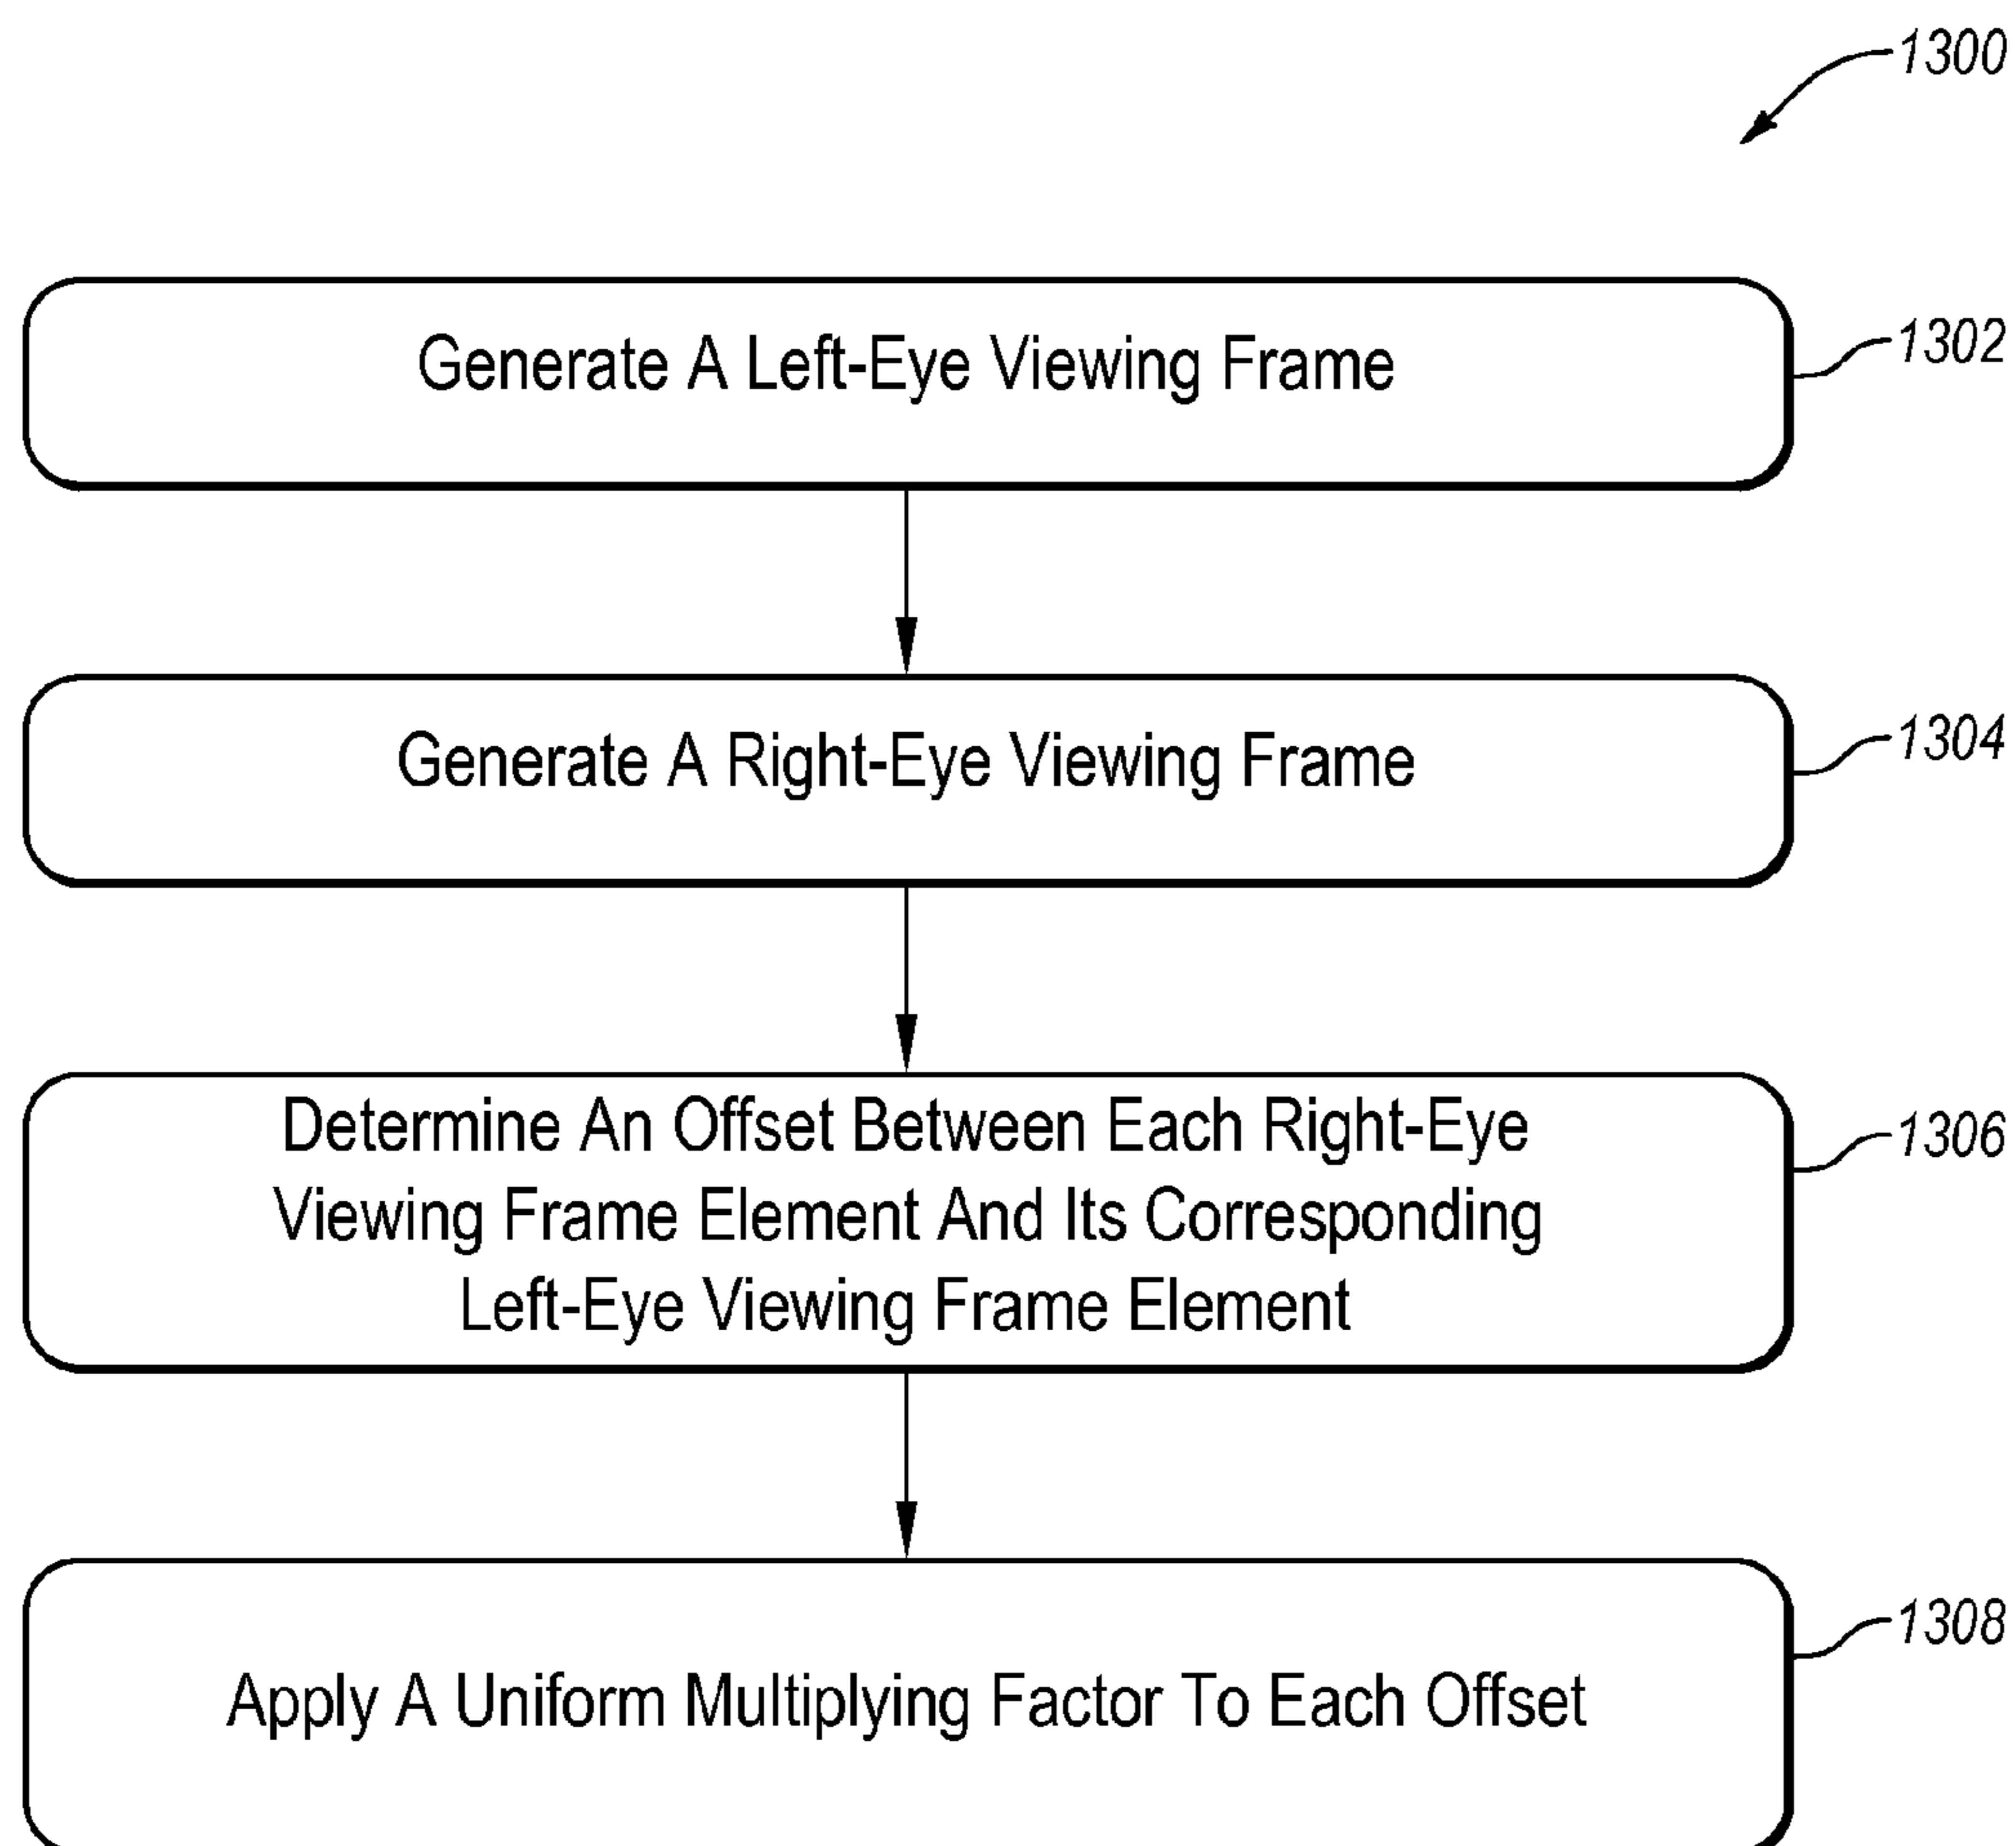 1300
Generate A Left-Eye Viewing Frame
1302
Generate A Right-Eye Viewing Frame
1304
Determine An Offset Between Each Right-Eye
Viewing Frame Element And Its Corresponding
Left-Eye Viewing Frame Element
1306
Apply A Uniform Multiplying Factor To Each Offset
1308